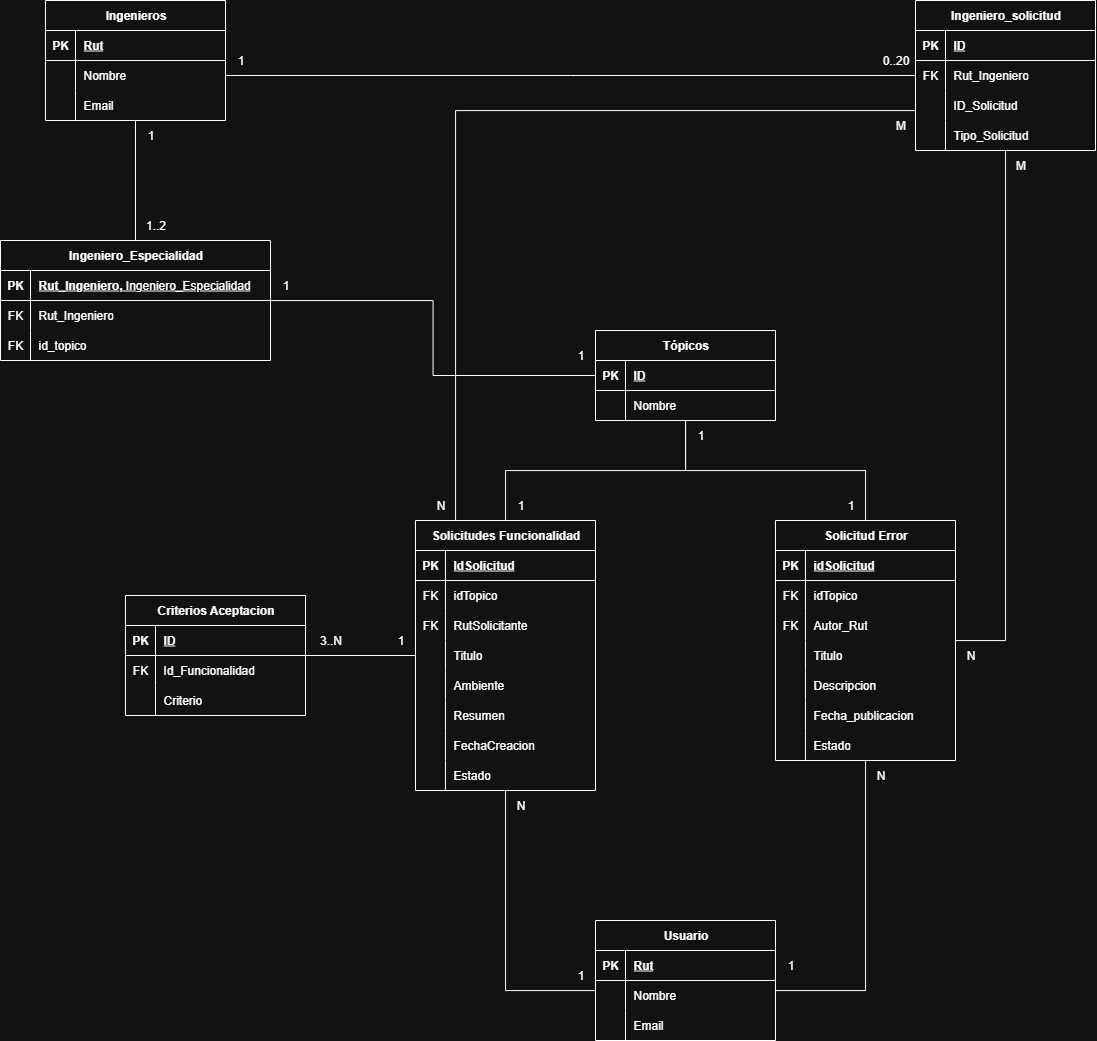 Ingenieros
PK Rut
Nombre
Email
1
0..20
Ingeniero_solicitud
PK ID
FK Rut_Ingeniero
ID_Solicitud
Tipo_Solicitud
M
M
1
1..2
Ingeniero_Especialidad
PK Rut_Ingeniero, Ingeniero_Especialidad
FK Rut_Ingeniero
FK id_topico
1
1
Tópicos
PK ID
Nombre
1
N
1
1
Solicitudes Funcionalidad
PK IdSolicitud
FK idTopico
FK RutSolicitante
Titulo
Ambiente
Resumen
FechaCreacion
Estado
Solicitud Error
PK idSolicitud
FK idTopico
FK Autor_Rut
Titulo
Descripcion
Fecha_publicacion
Estado
N
Criterios Aceptacion
PK ID
FK Id_Funcionalidad
Criterio
3..N
1
N
N
1
1
Usuario
PK Rut
Nombre
Email